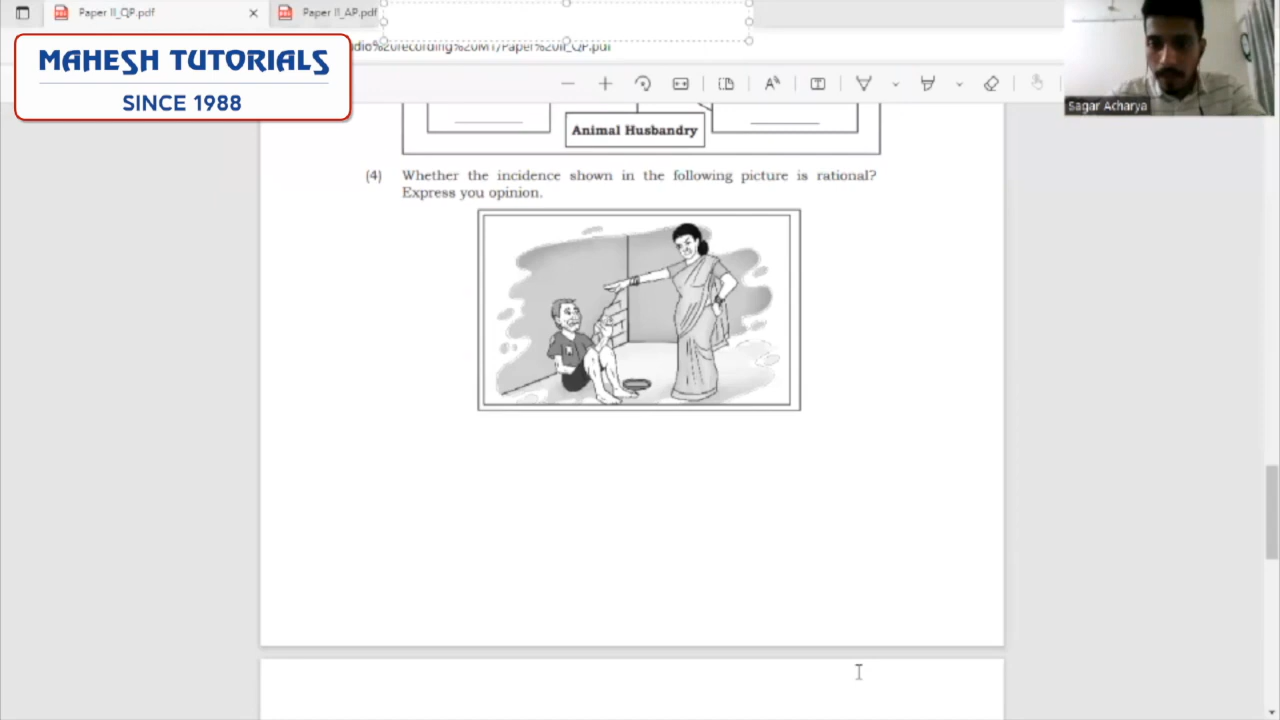 Paper II_QP.pdf
Paper II_AP.pdf
MAHESH TUTORIALS
SINCE 1988
Sagar Acharya
Animal Husbandry
(4) Whether the incidence shown in the following picture is rational?
Express you opinion.